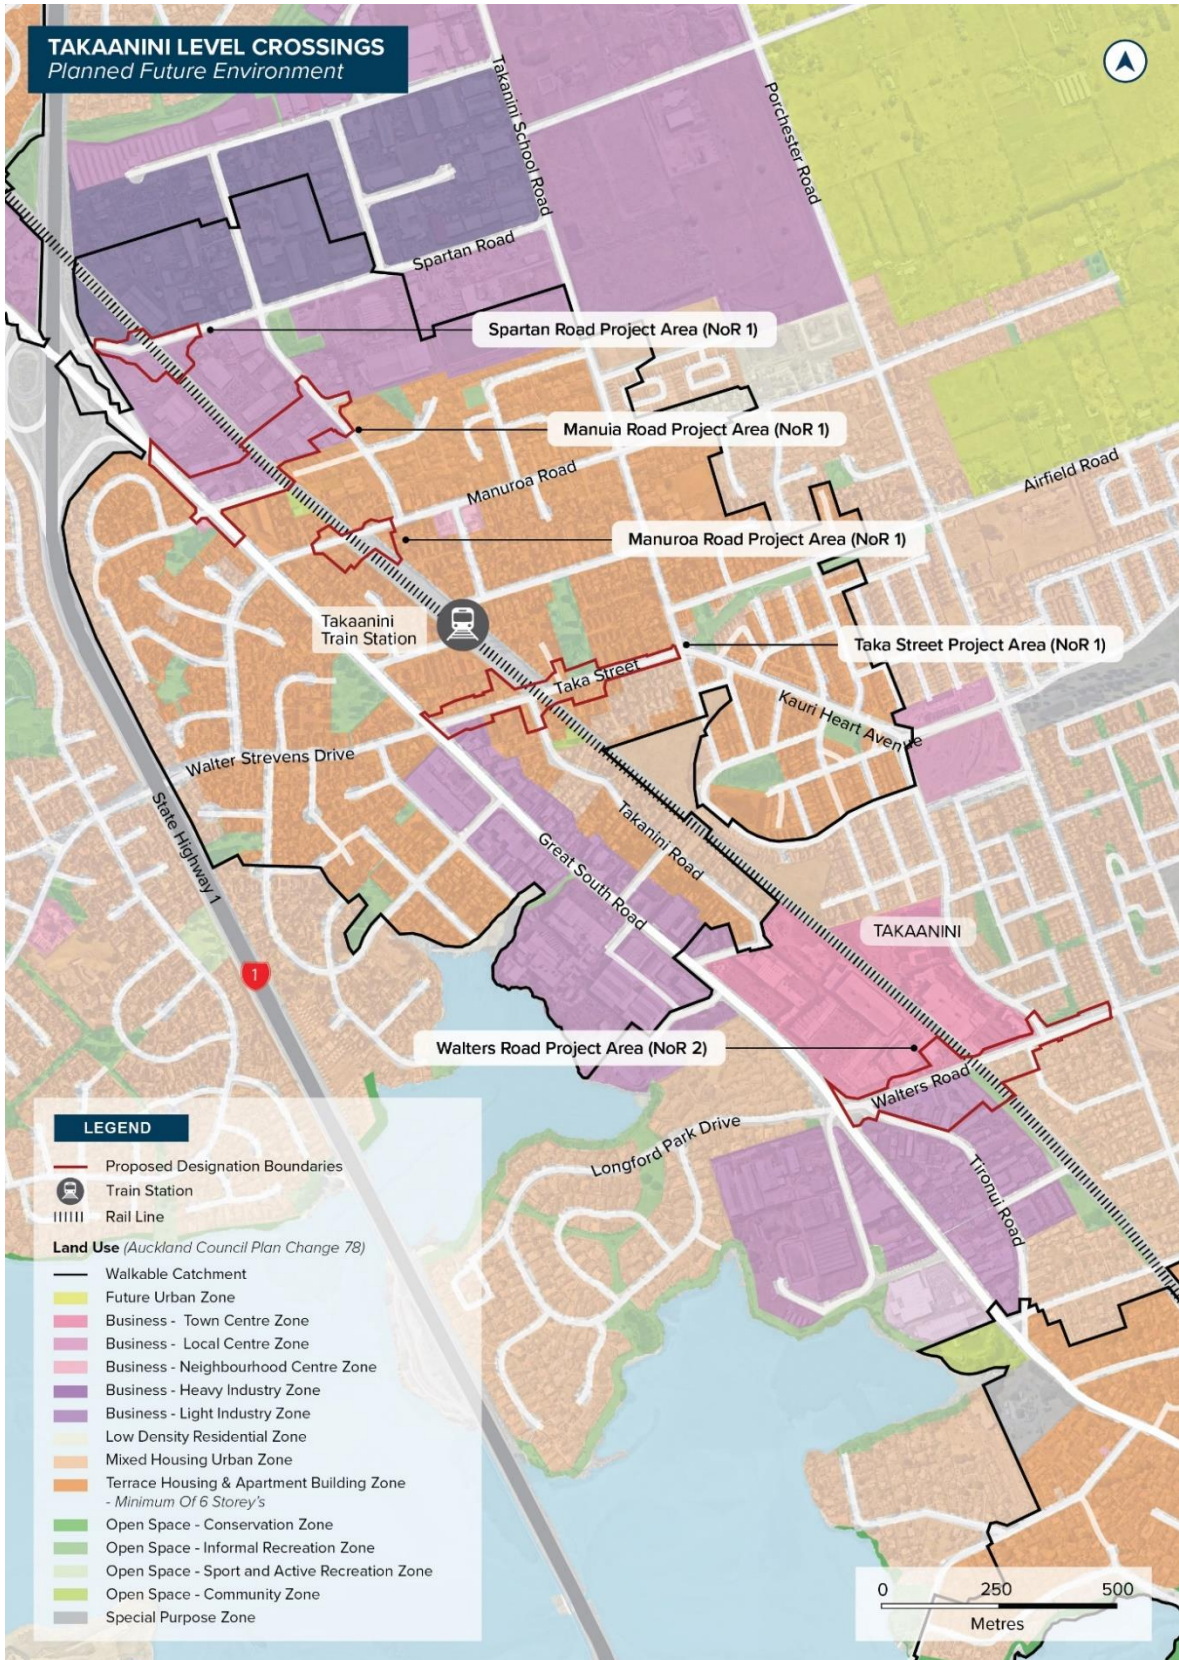 TAKAANINI LEVEL CROSSINGS
Planned Future Environment
Takanini School Road
Porchester Road
Spartan Road
Spartan Road Project Area (NoR 1)
Manuia Road Project Area (NoR 1)
Manuroa Road
Airfield Road
Manuroa Road Project Area (NoR 1)
Takaanini
Train Station
Taka Street Project Area (NoR 1)
Taka Street
Kauri Heart Avenue
Walter Strevens Drive
State Highway 1
Takanini Road
Great South Road
TAKAANINI
1
Walters Road Project Area (NoR 2)
Walters Road
Longford Park Drive
Tironui Road
LEGEND
Proposed Designation Boundaries
Train Station
Rail Line
Land Use (Auckland Council Plan Change 78)
Walkable Catchment
Future Urban Zone
Business - Town Centre Zone
Business - Local Centre Zone
Business - Neighbourhood Centre Zone
Business - Heavy Industry Zone
Business - Light Industry Zone
Low Density Residential Zone
Mixed Housing Urban Zone
Terrace Housing & Apartment Building Zone
- Minimum Of 6 Storey's
Open Space - Conservation Zone
Open Space - Informal Recreation Zone
Open Space - Sport and Active Recreation Zone
Open Space - Community Zone
Special Purpose Zone
0 250 500
Metres